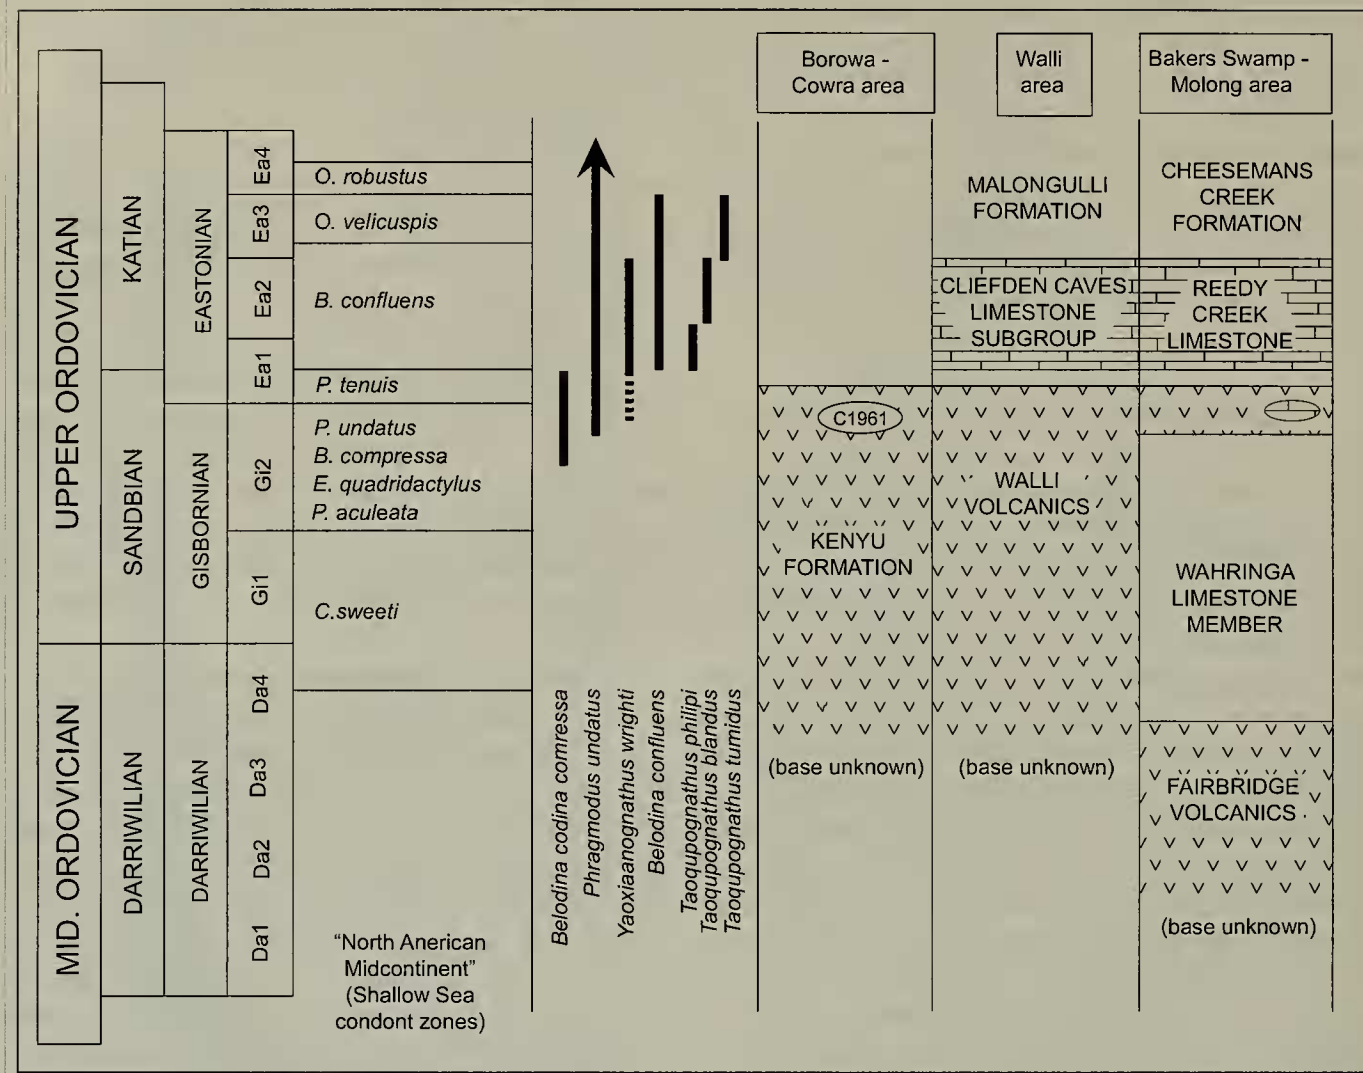 UPPER ORDOVICIAN
MID. ORDOVICIAN
KATIAN
SANDBIAN
DARRIWILIAN
EASTONIAN
GISBORNIAN
DARRIWILIAN
Ea4
Ea3
Ea2
Ea1
Gi2
Gi1
Da4
Da3
Da2
Da1
O. robustus
O. velicuspis
B. confluens
P. tenuis
P. undatus
B. compressa
E. quadridactylus
P. aculeata
C.sweeti
“North Anerican
Midcontinent”
(Shallow Sea
condont zones)
Belodina codina comressa
Phragmodus undatus
Yaoxiaanognathus wrighti
Belodina confluens
Taoqupognathus philipi
Taoqupognathus blandus
Taoqupognathus tumidus
Borowa -
Cowra area
C1961
KENYU
FORMATION
(base unknown)
Walli
area
MALONGULLI
FORMATION
CLIEFDEN CAVES
LIMESTONE
SUBGROUP
WALLI
VOLCANICS
(base unknown)
Bakers Swamp -
Molong area
CHEESEMANS
CREEK
FORMATION
REEDY
CREEK
LIMESTONE
WAHRINGA
LIMESTONE
MEMBER
FAIRBRIDGE
VOLCANICS
(base unknown)